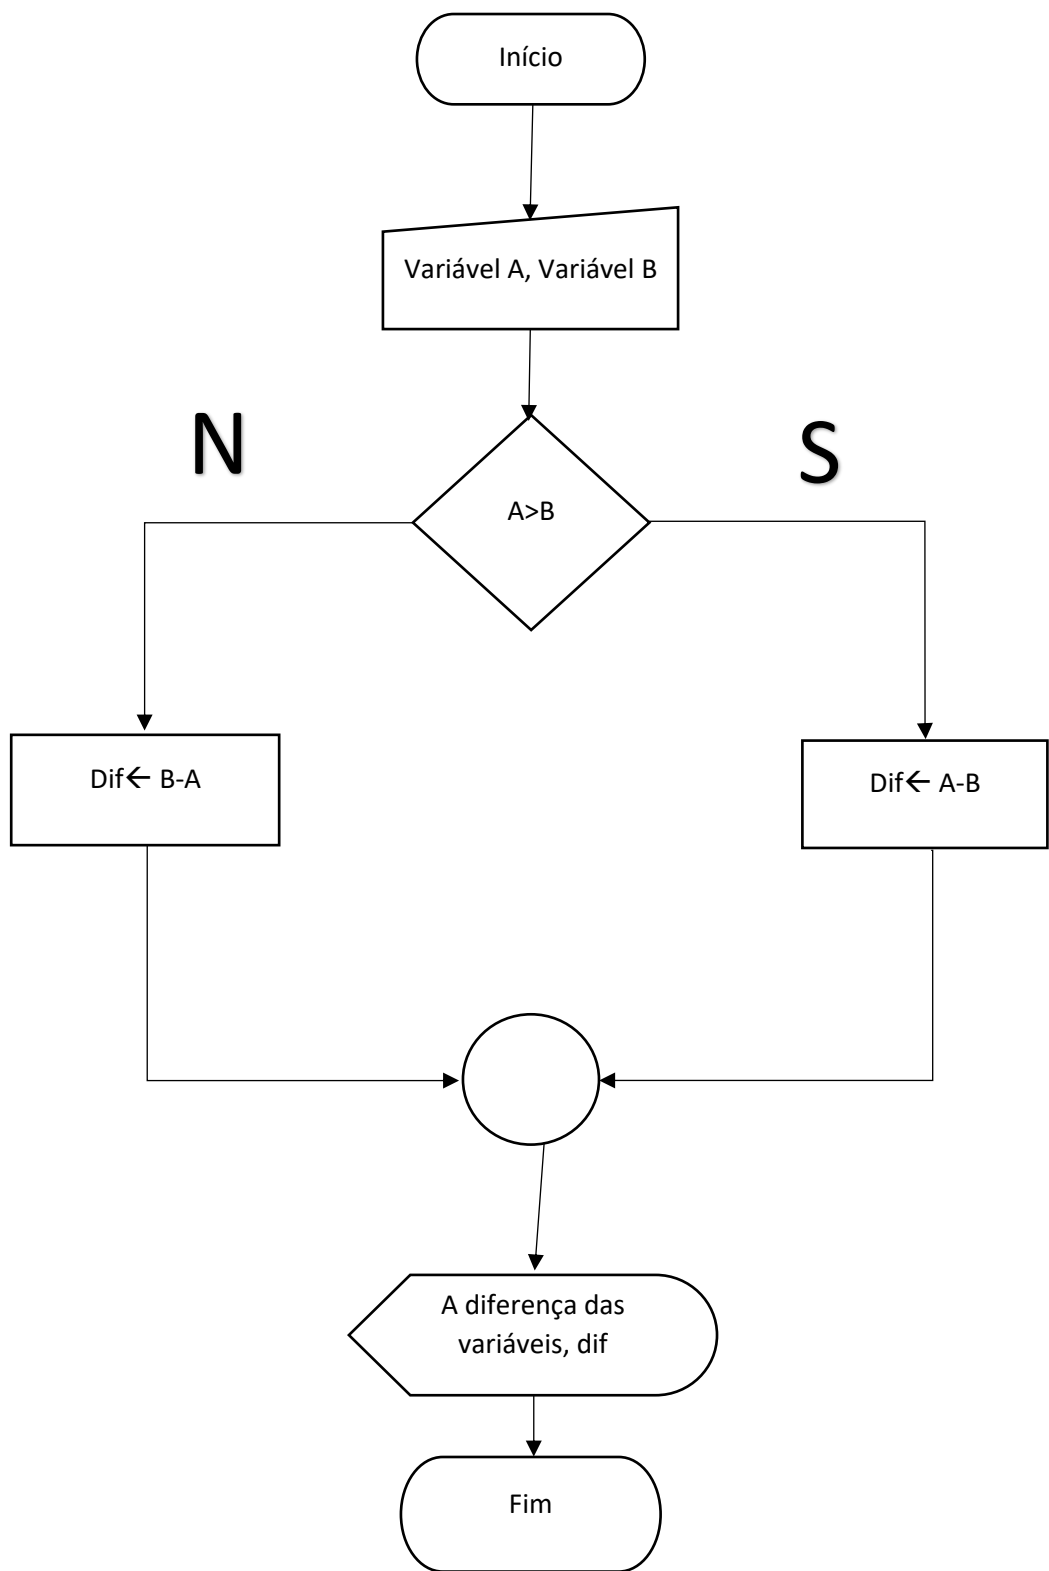 Início
Variável A, Variável B
N
S
A>B
Dif← B-A
Dif← A-B
A diferença das
variáveis, dif
Fim